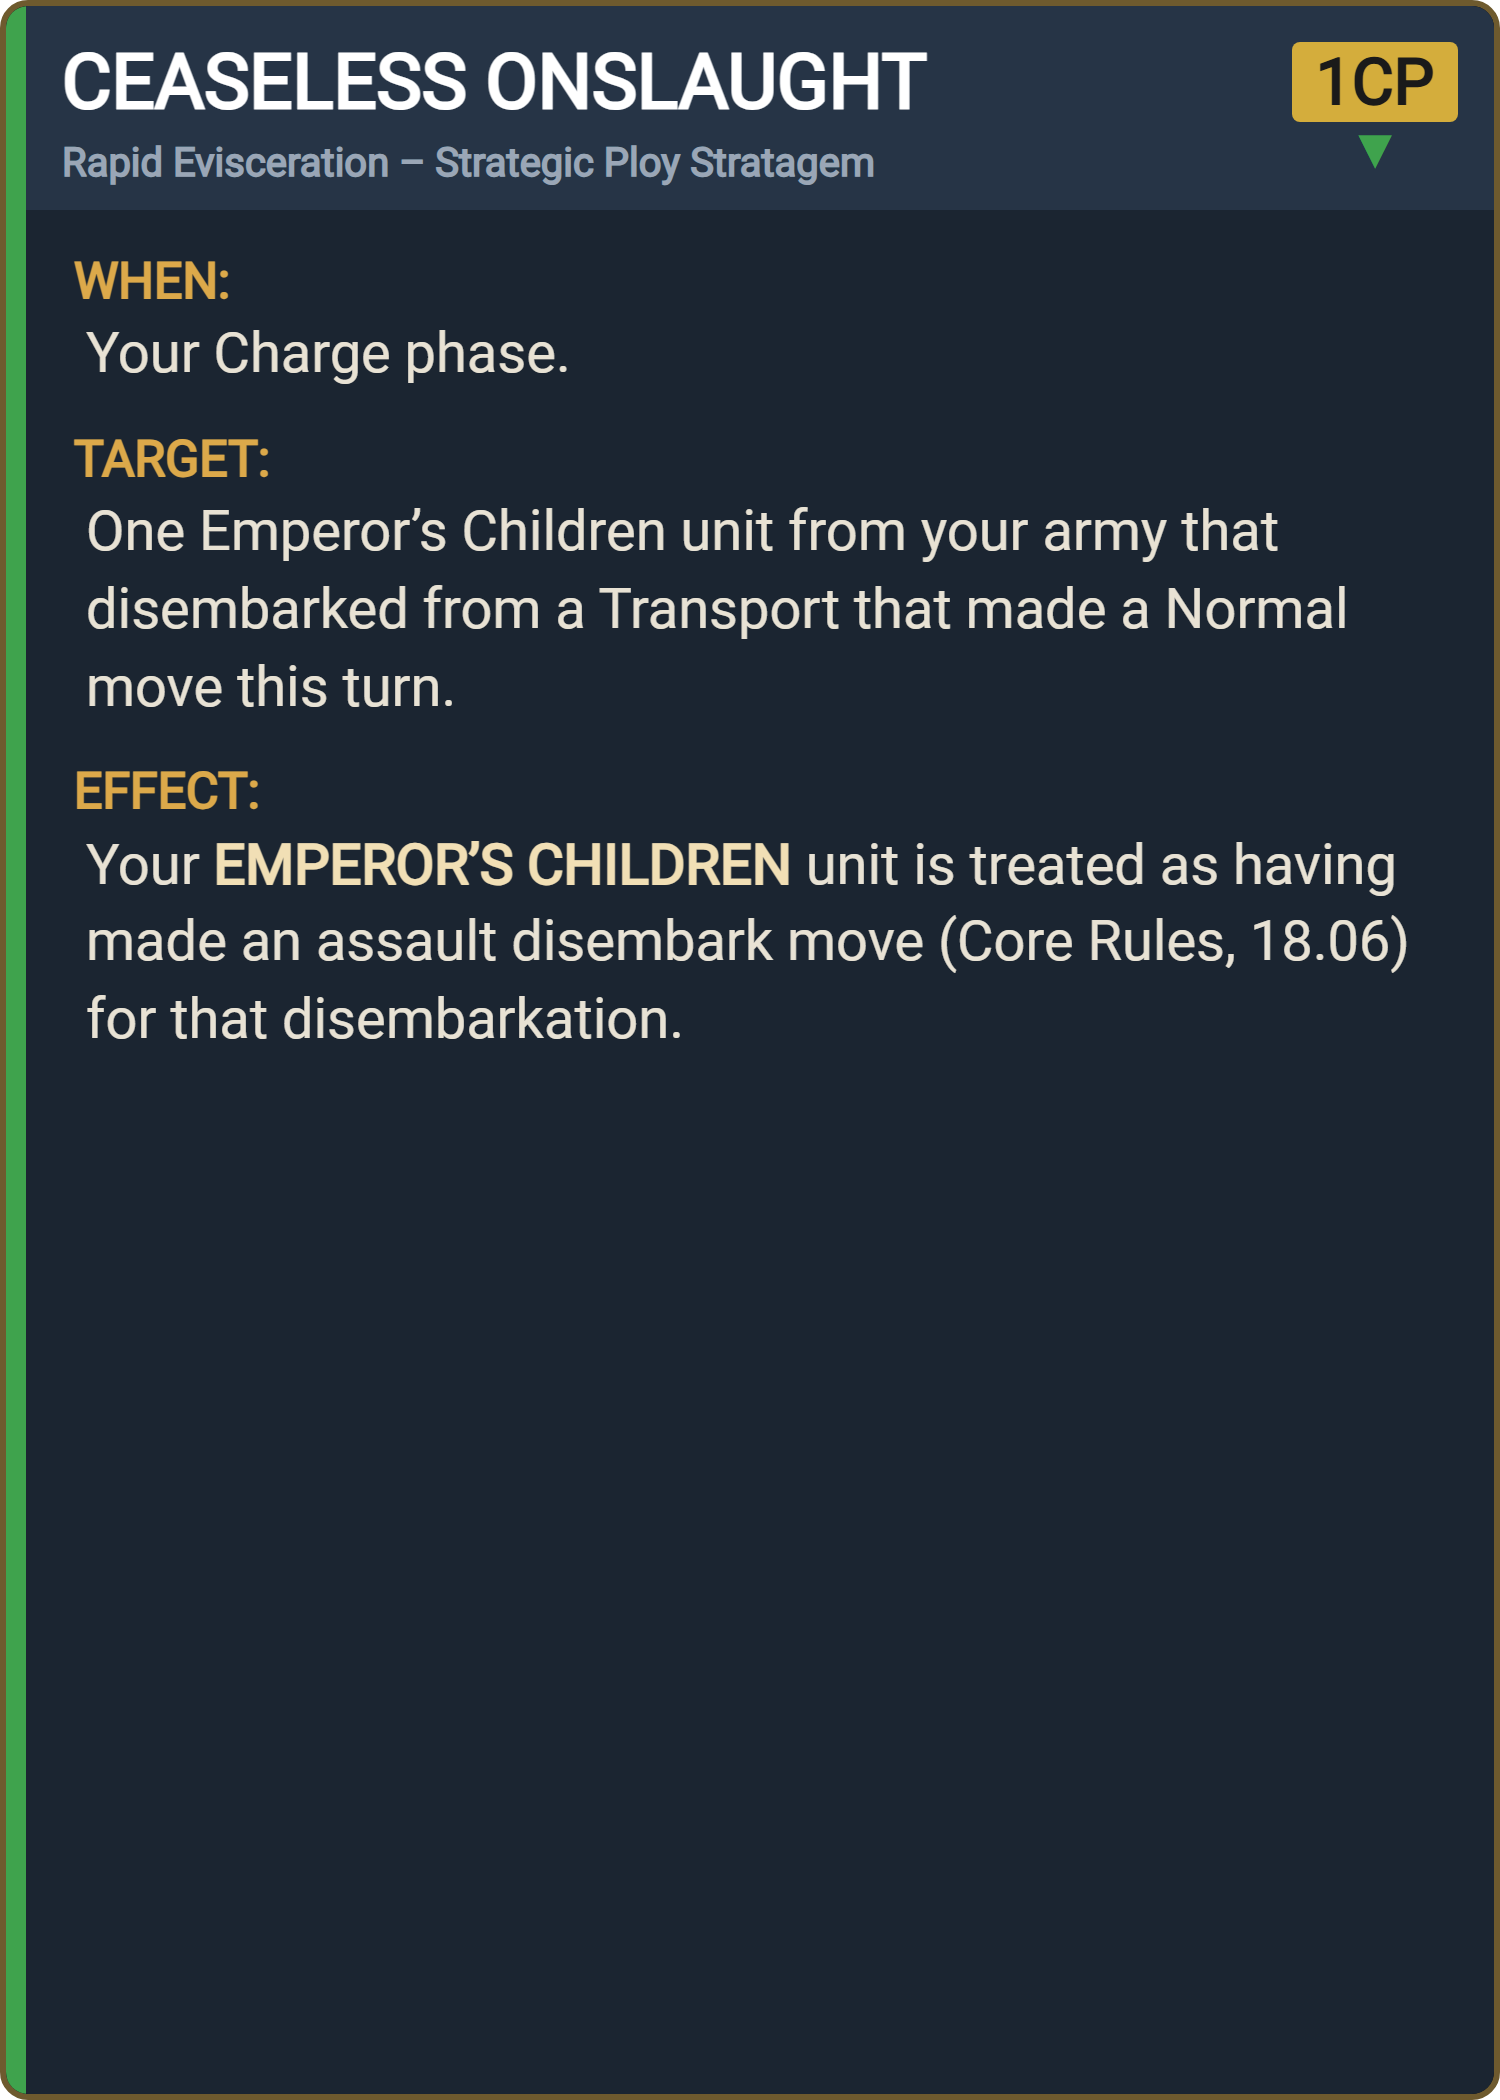 CEASELESS ONSLAUGHT
1CP
Rapid Evisceration – Strategic Ploy Stratagem
WHEN:
Your Charge phase.
TARGET:
One Emperor’s Children unit from your army that
disembarked from a Transport that made a Normal
move this turn.
EFFECT:
Your EMPEROR’S CHILDREN unit is treated as having
made an assault disembark move (Core Rules, 18.06)
for that disembarkation.